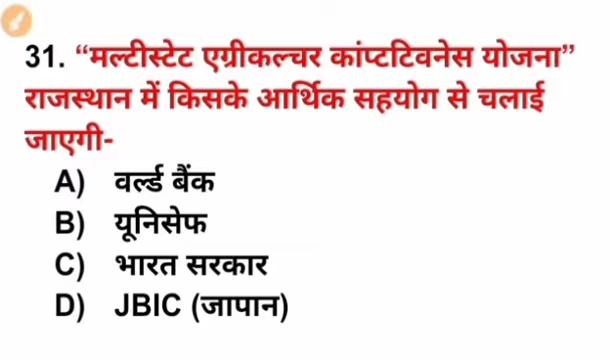 31. “मल्टीस्टेट एग्रीकल्चर कांप्टटिवनेस योजना”
राजस्थान में किसके आर्थिक सहयोग से चलाई
जाएगी-
A) वर्ल्ड बैंक
B) यूनिसेफ
C) भारत सरकार
D) JBIC (जापान)